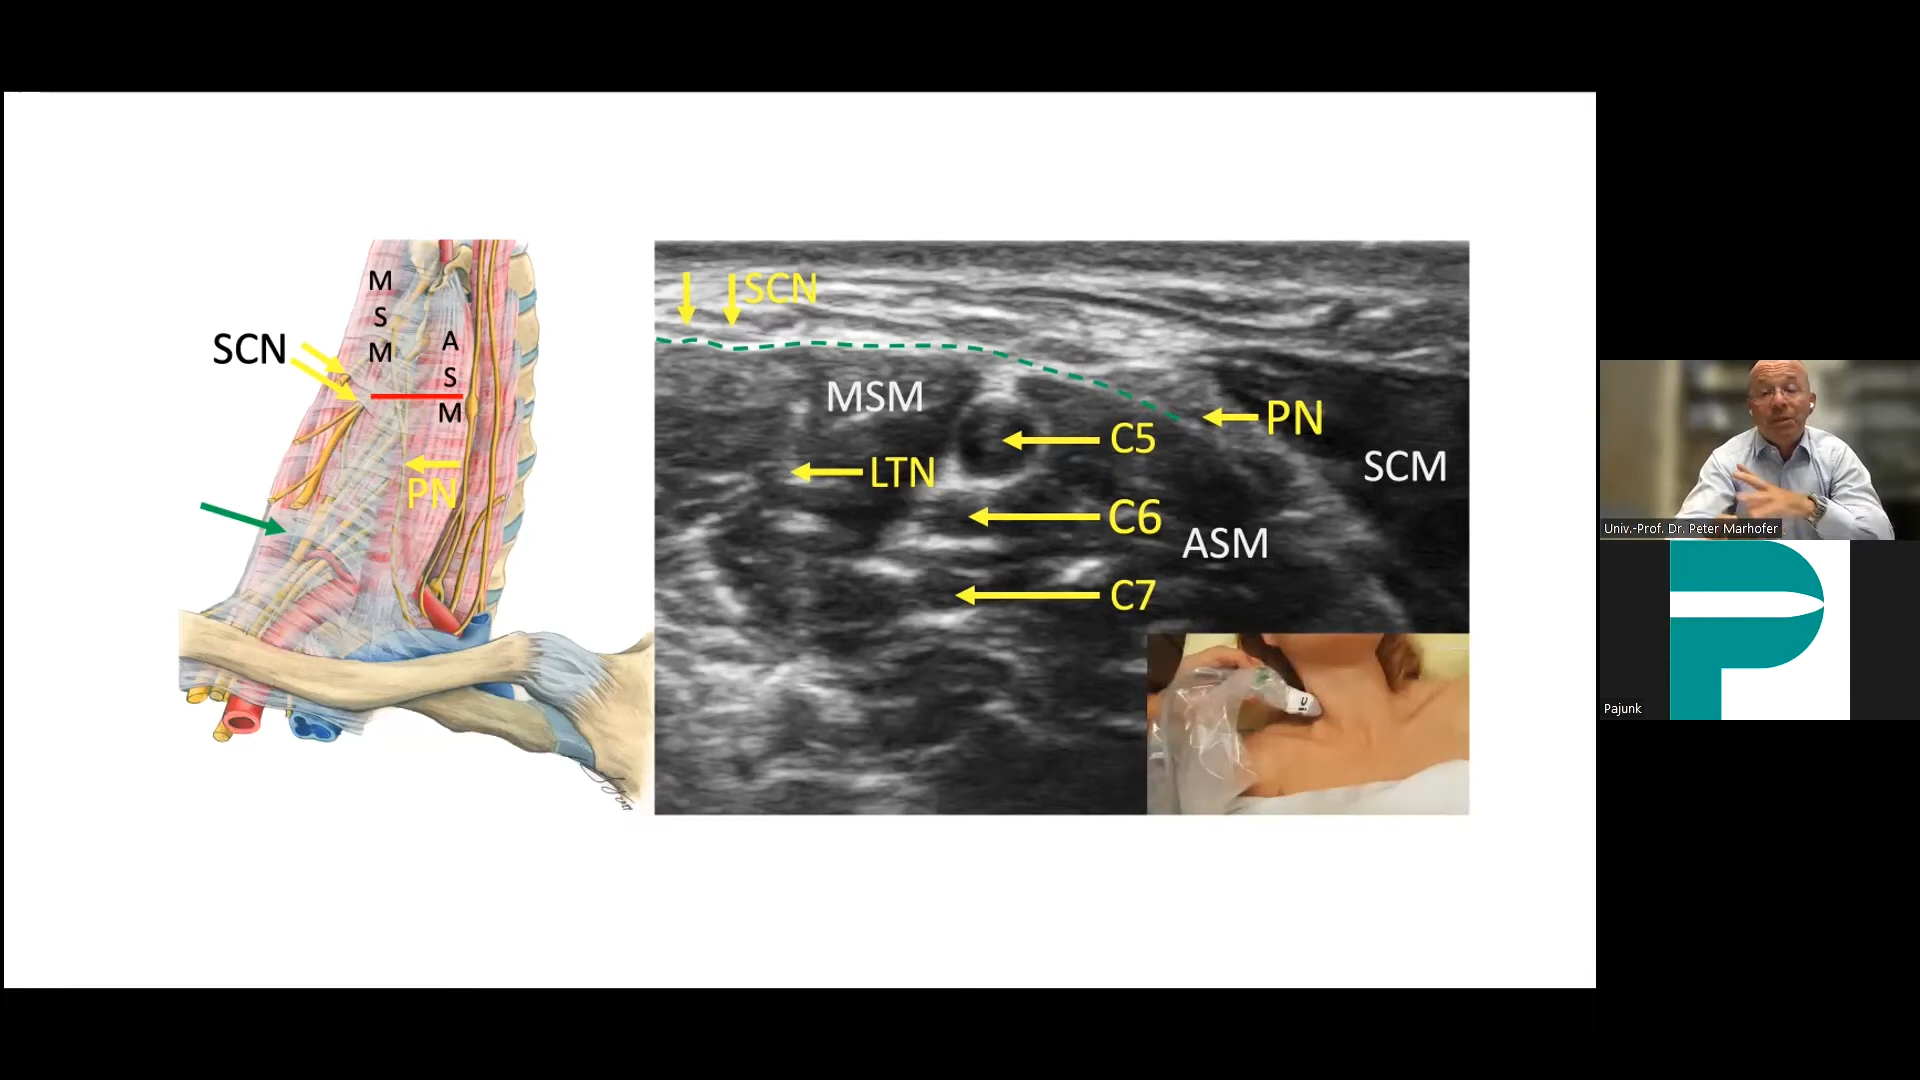 M
S
M
A
S
M
SCN
PN
SCN
MSM
PN
C5
LTN
SCM
C6
ASM
C7
Univ.-Prof. Dr. Peter Marhofer
Pajunk